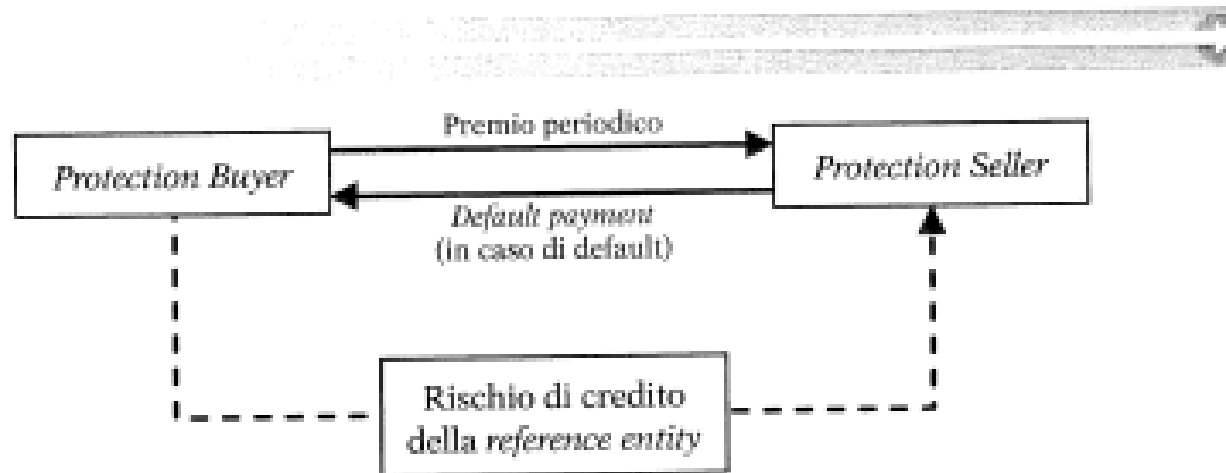 Premio periodico
Protection Buyer
Protection Seller
Default payment
(in caso di default)
Rischio di credito
della reference entity